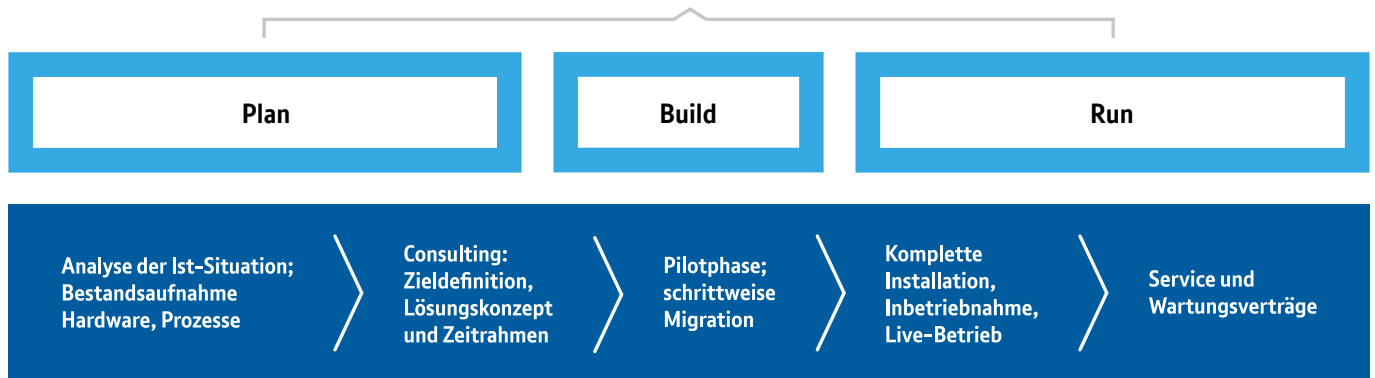 Plan
Build
Run
Analyse der Ist-Situation;
Bestandsaufnahme
Hardware, Prozesse
Consulting:
Zieldefinition,
Lösungskonzept
und Zeitrahmen
Pilotphase;
schrittweise
Migration
Komplette
Installation,
Inbetriebnahme,
Live-Betrieb
Service und
Wartungsverträge